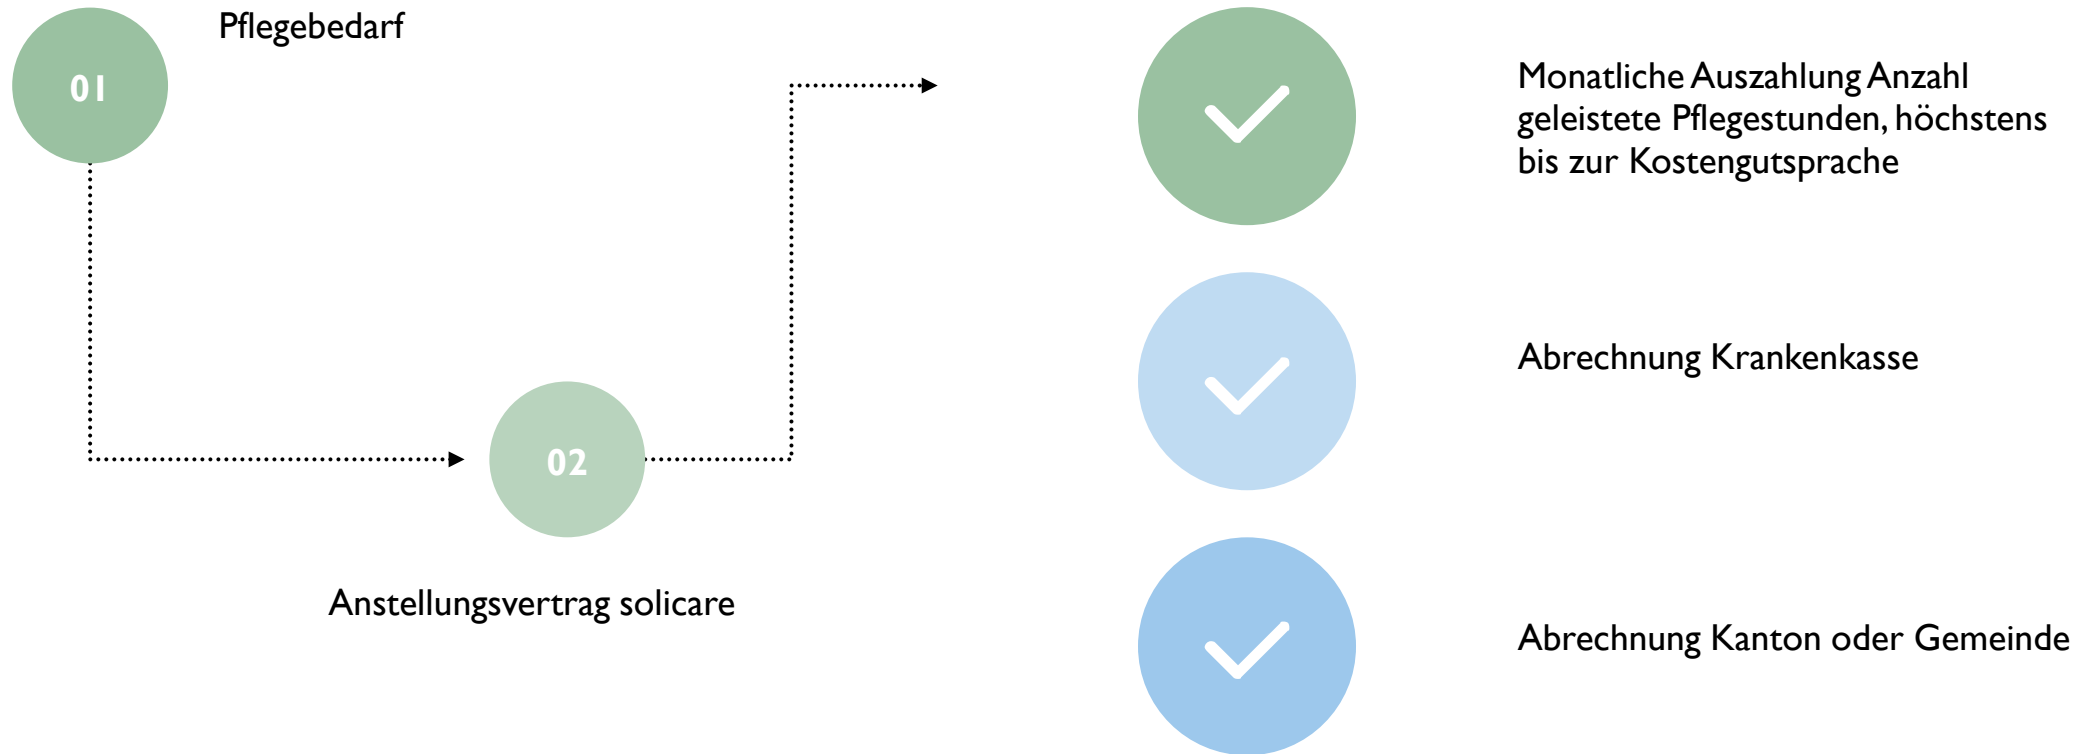 01
Pflegebedarf
02
Anstellungsvertrag solicare
Monatliche Auszahlung Anzahl
geleistete Pflegestunden, höchstens
bis zur Kostengutsprache
Abrechnung Krankenkasse
Abrechnung Kanton oder Gemeinde